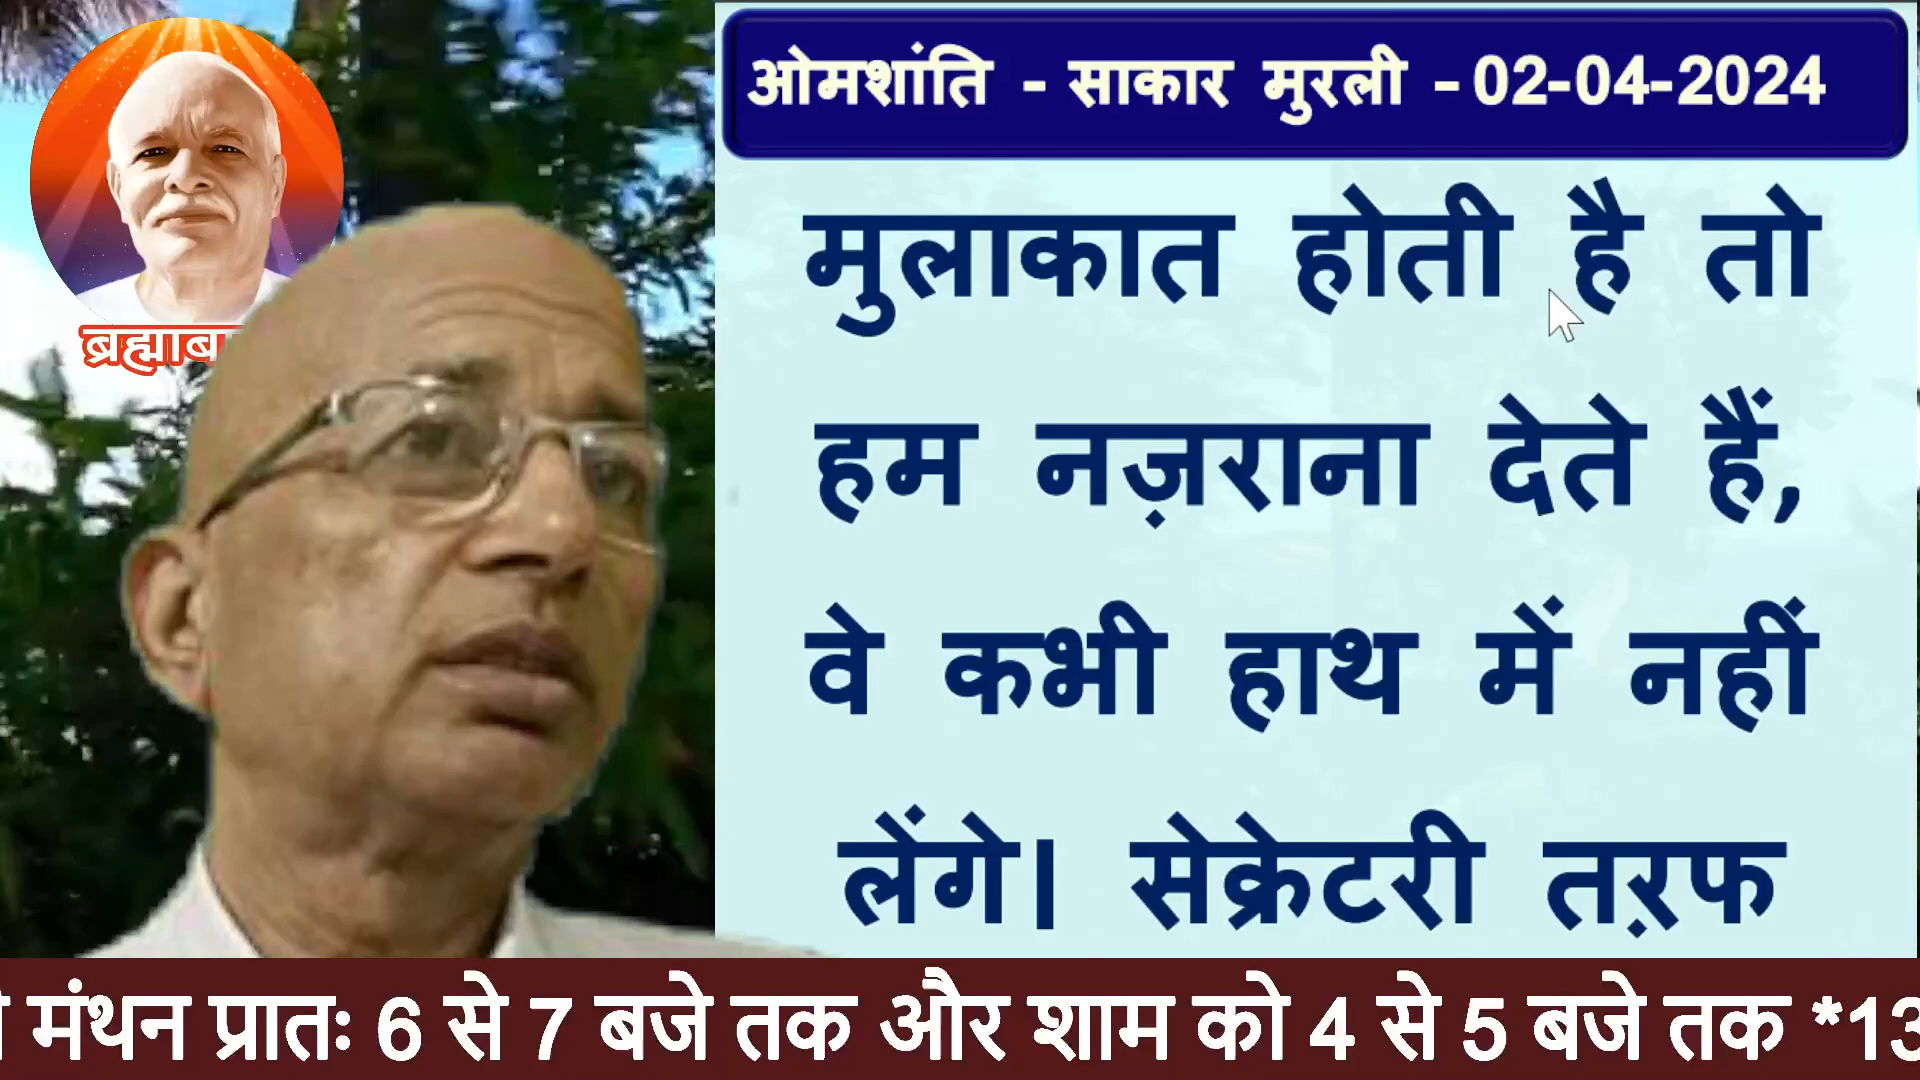 ओमशांति - साकार मुरली - 02-04-2024
मुलाकात होती है तो
हम नज़राना देते हैं,
वे कभी हाथ में नहीं
लेंगे। सेक्रेटरी तऱफ
मंथन प्रातः 6 से 7 बजे तक और शाम को 4 से 5 बजे तक *13